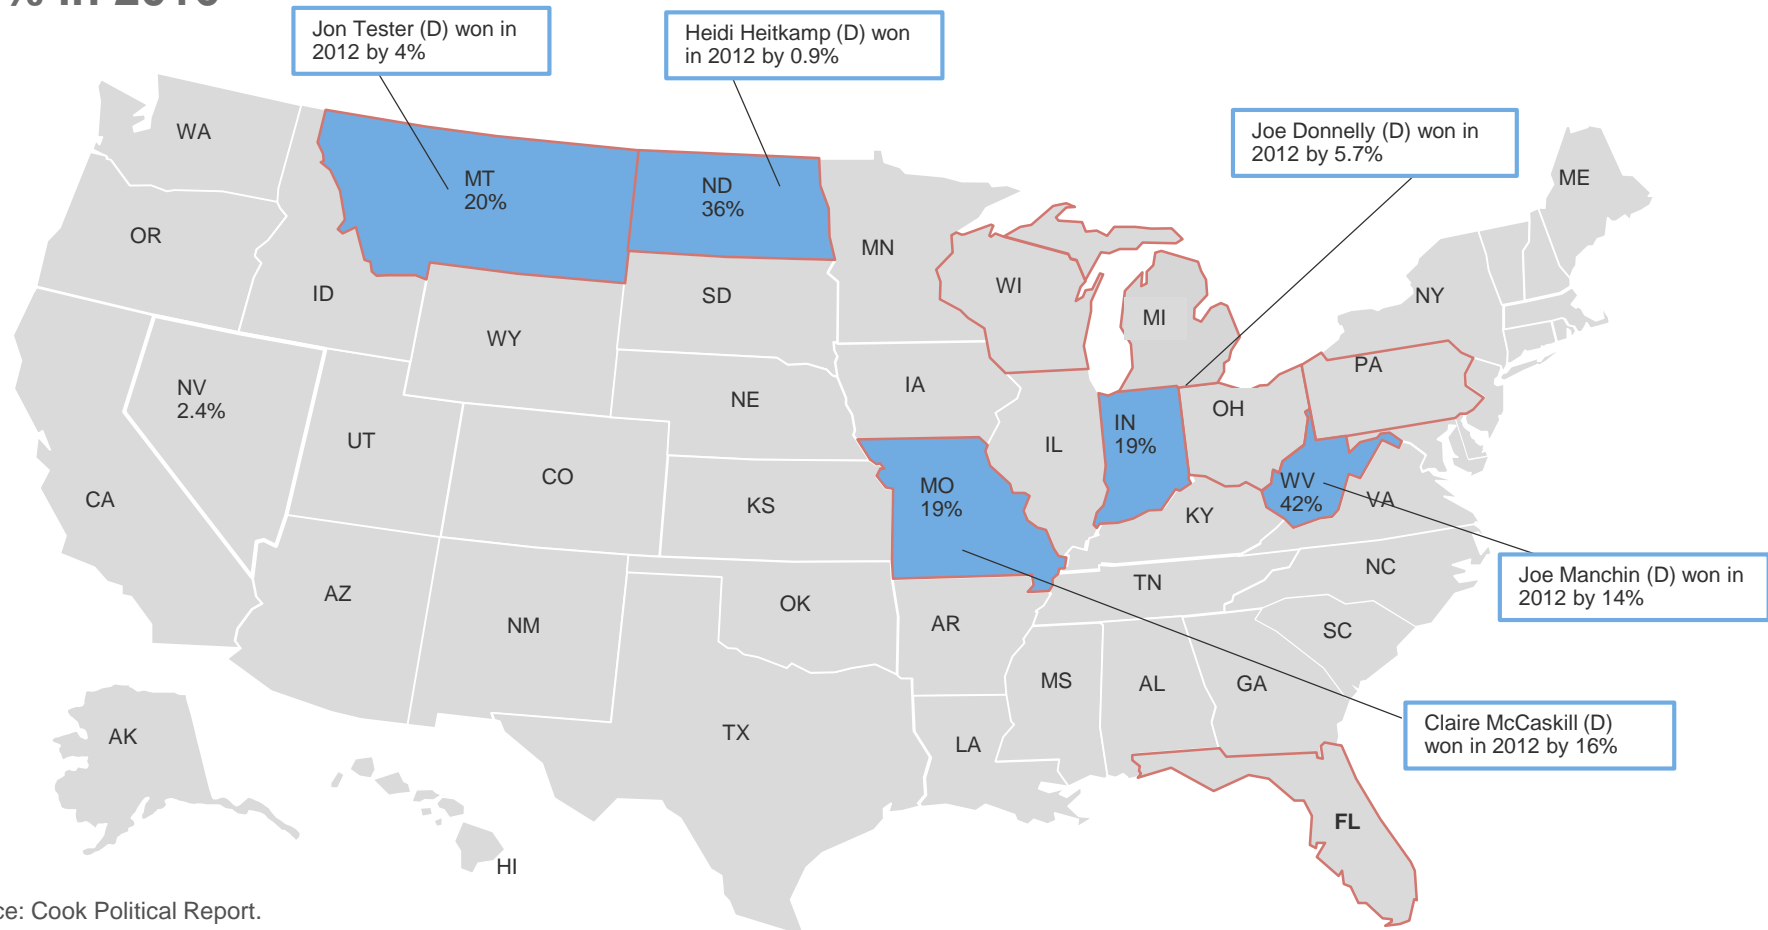 % in 2016
Jon Tester (D) won in
2012 by 4%
Heidi Heitkamp (D) won
in 2012 by 0.9%
Joe Donnelly (D) won in
2012 by 5.7%
WA
MT
20%
ND
36%
ME
OR
MN
ID
SD
WI
MI
NY
WY
PA
NV
2.4%
IA
NE
OH
UT
IN
19%
IL
CO
CA
MO
19%
WV
42%
VA
KS
KY
Joe Manchin (D) won in
2012 by 14%
AZ
NC
TN
OK
NM
AR
SC
MS
AL
GA
Claire McCaskill (D)
won in 2012 by 16%
AK
TX
LA
FL
HI
ce: Cook Political Report.